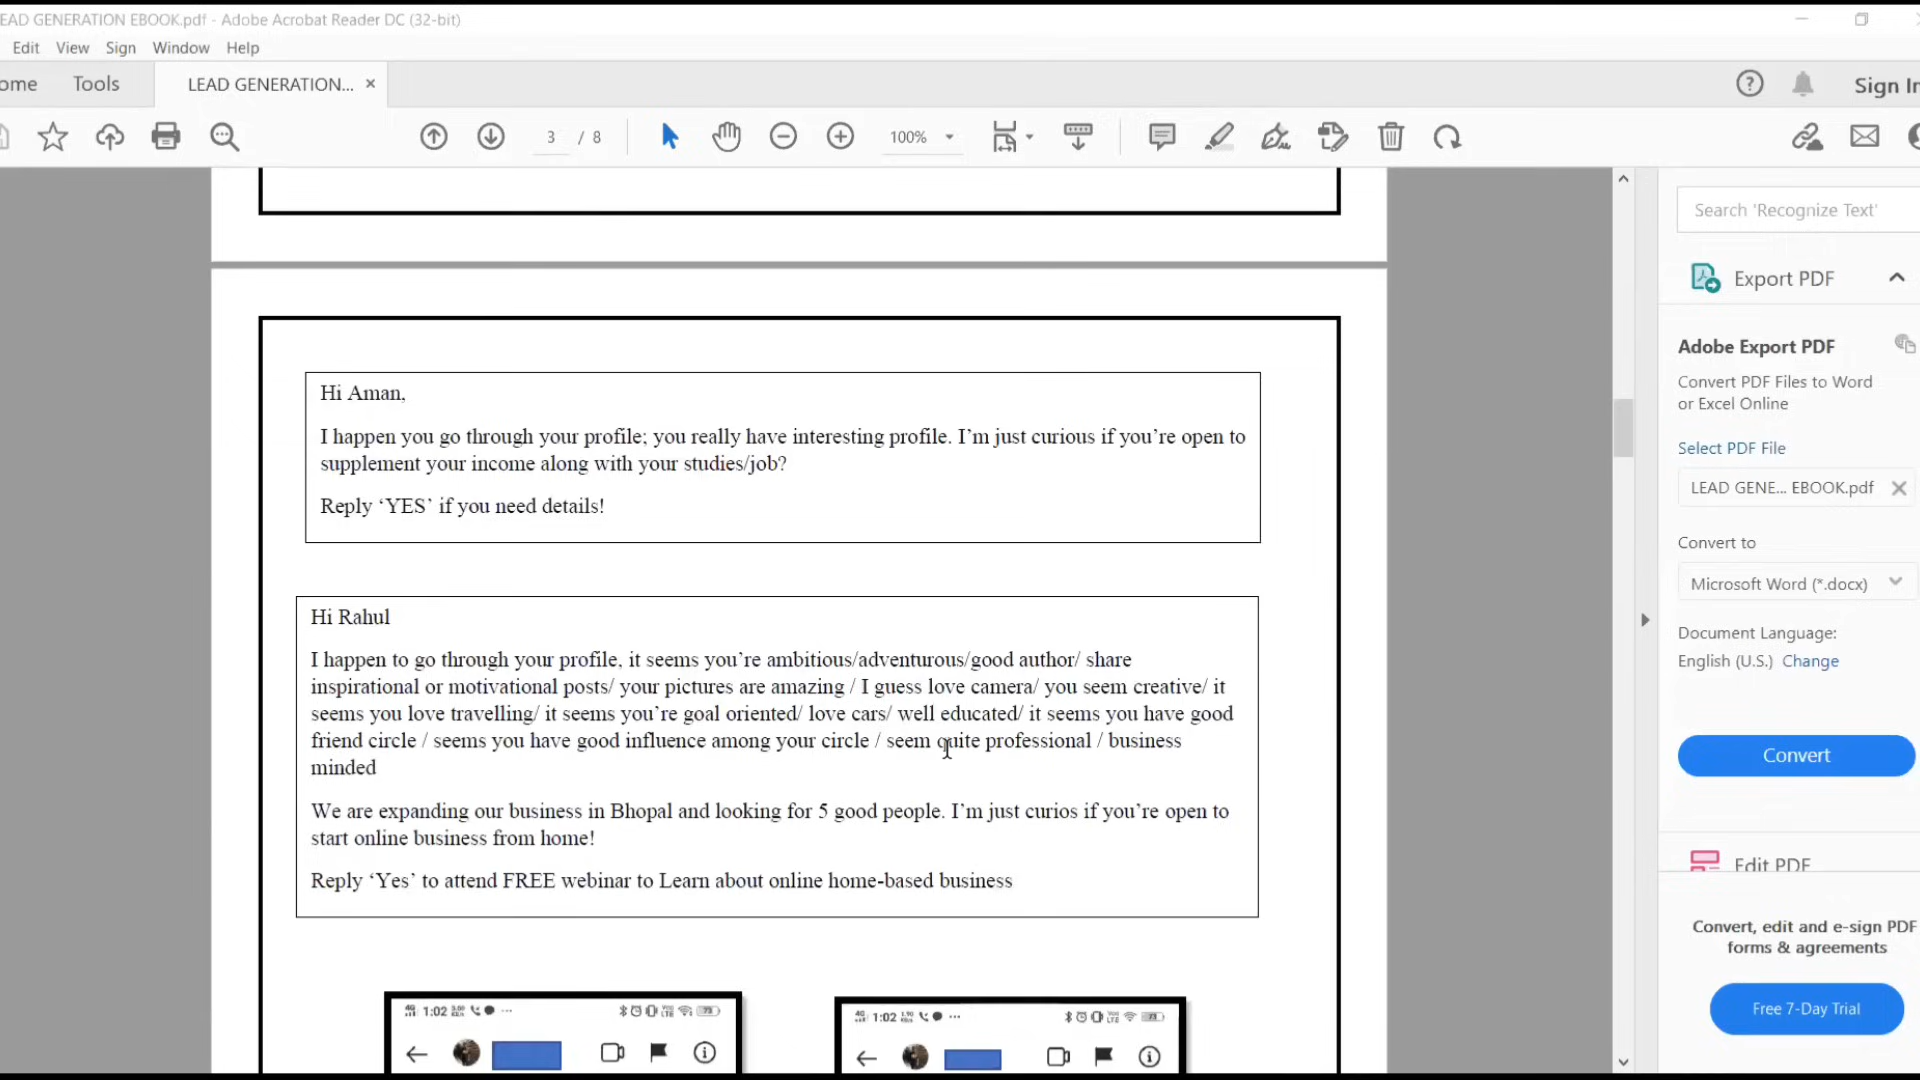 EAD GENERATION EBOOK.pdf - Adobe Acrobat Reader DC (32-bit)
Edit View Sign Window Help
ome Tools LEAD GENERATION... ×
Sign In
3 / 8 100%
Search 'Recognize Text'
Export PDF
Adobe Export PDF
Convert PDF Files to Word
or Excel Online
Select PDF File
LEAD GENE... EBOOK.pdf
Convert to
Microsoft Word (*.docx)
Document Language:
English (U.S.) Change
Convert
Edit PDF
Convert, edit and e-sign PDF
forms & agreements
Free 7-Day Trial
Hi Aman,
I happen you go through your profile; you really have interesting profile. I’m just curious if you’re open to
supplement your income along with your studies/job?
Reply ‘YES’ if you need details!
Hi Rahul
I happen to go through your profile, it seems you’re ambitious/adventurous/good author/ share
inspirational or motivational posts/ your pictures are amazing / I guess love camera/ you seem creative/ it
seems you love travelling/ it seems you’re goal oriented/ love cars/ well educated/ it seems you have good
friend circle / seems you have good influence among your circle / seem quite professional / business
minded
We are expanding our business in Bhopal and looking for 5 good people. I’m just curios if you’re open to
start online business from home!
Reply ‘Yes’ to attend FREE webinar to Learn about online home-based business
4G 1:02 ...
4G 1:02 ...